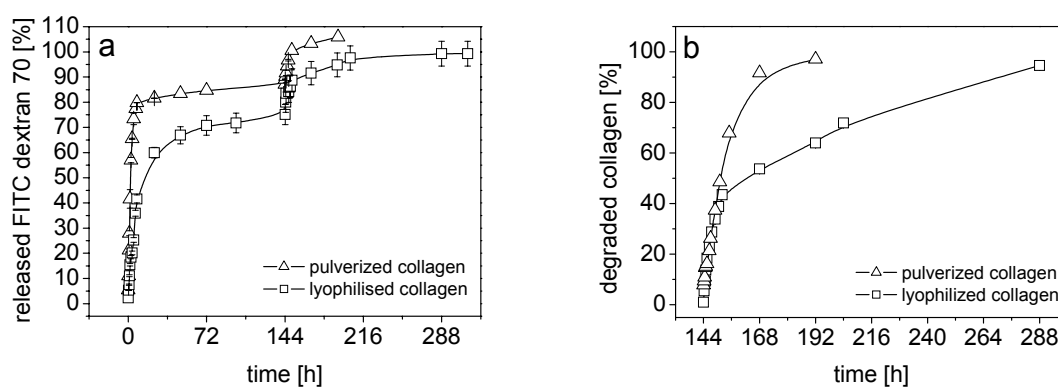 a
released FITC dextran 70 [%]
110
100
90
80
70
60
50
40
30
20
10
0
pulverized collagen
lyophilised collagen
0 72 144 216 288
time [h]
b
degraded collagen [%]
100
80
60
40
20
0
pulverized collagen
lyophilized collagen
144 168 192 216 240 264 288
time [h]